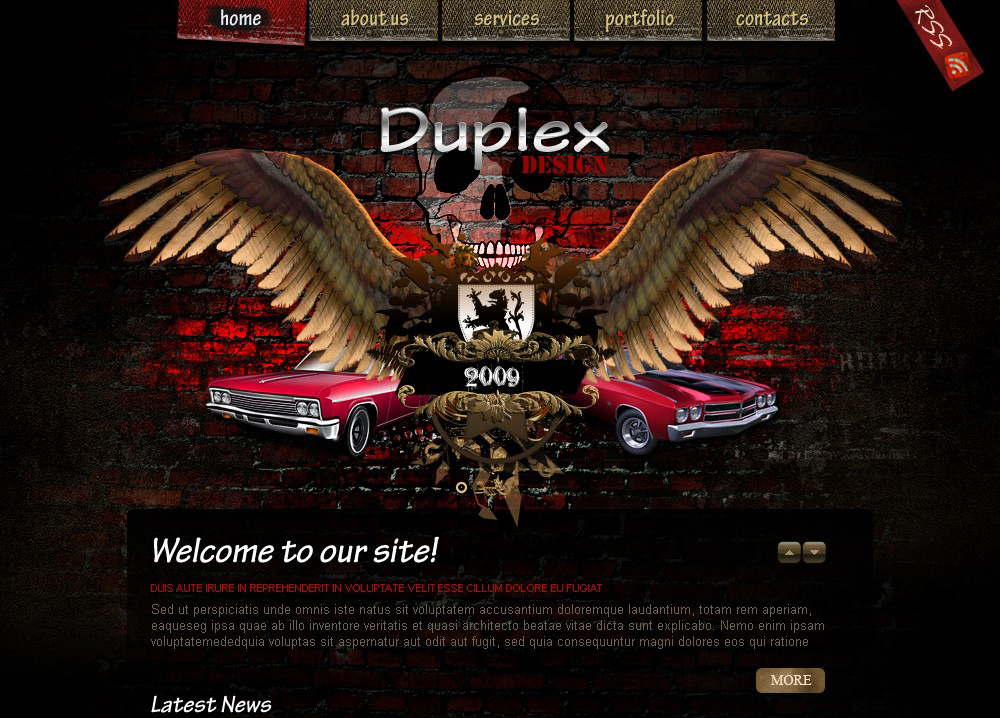 home about us services portfolio contacts
RSS
Duplex
DESIGN
2009
Welcome to our site!
DUIS AUTE IRURE IN REPREHENDERIT IN VOLUPTATE VELIT ESSE CILLUM DOLORE EU FUGIAT
Sed ut perspiciatis unde omnis iste natus sit voluptatem accusantium doloremque laudantium, totam rem aperiam,
eaqueseg ipsa quae ab illo inventore veritatis et quasi architecto beatae vitae dicta sunt explicabo. Nemo enim ipsam
voluptatemededquia voluptas sit aspernatur aut odit aut fugit, sed quia consequuntur magni dolores eos qui ratione
MORE
Latest News